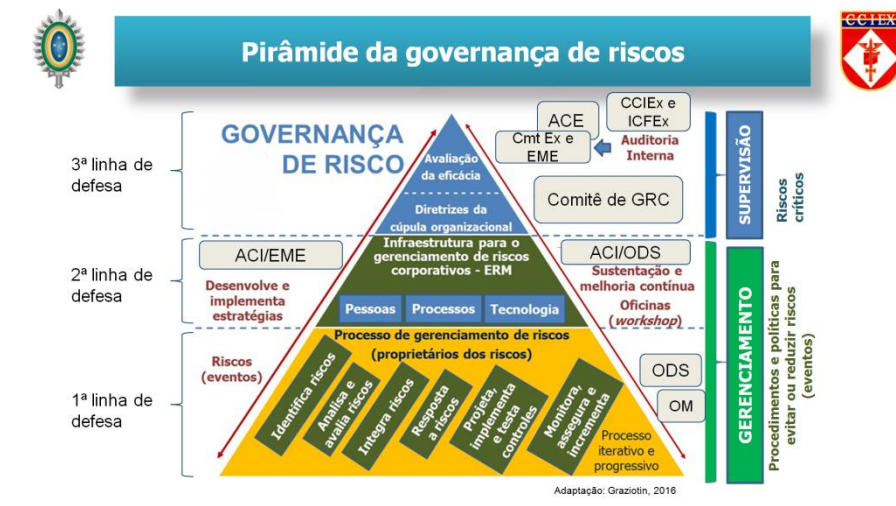 CCIEX
Pirâmide da governança de riscos
3ª linha de
defesa
GOVERNANÇA
DE RISCO
Avaliação
da eficácia
Diretrizes da
cúpula organizacional
ACE
CCIEx e
ICFEx
Cmt Ex e
EME
Auditoria
Interna
Comitê de GRC
SUPERVISÃO
Riscos
críticos
2ª linha de
defesa
ACI/EME
Desenvolve e
implementa
estratégias
Infraestrutura para o
gerenciamento de riscos
corporativos - ERM
Pessoas
Processos
Tecnologia
ACI/ODS
Sustentação e
melhoria contínua
Oficinas
(workshop)
1ª linha de
defesa
Riscos
(eventos)
Processo de gerenciamento de riscos
(proprietários dos riscos)
Identifica riscos
Analisa e
avalia riscos
Integra riscos
Resposta
a riscos
Projeta,
implementa
e testa
controles
Monitora,
assegura e
incrementa
Processo
iterativo e
progressivo
ODS
OM
GERENCIAMENTO
Procedimentos e políticas para
evitar ou reduzir riscos
(eventos)
Adaptação: Graziotin, 2016